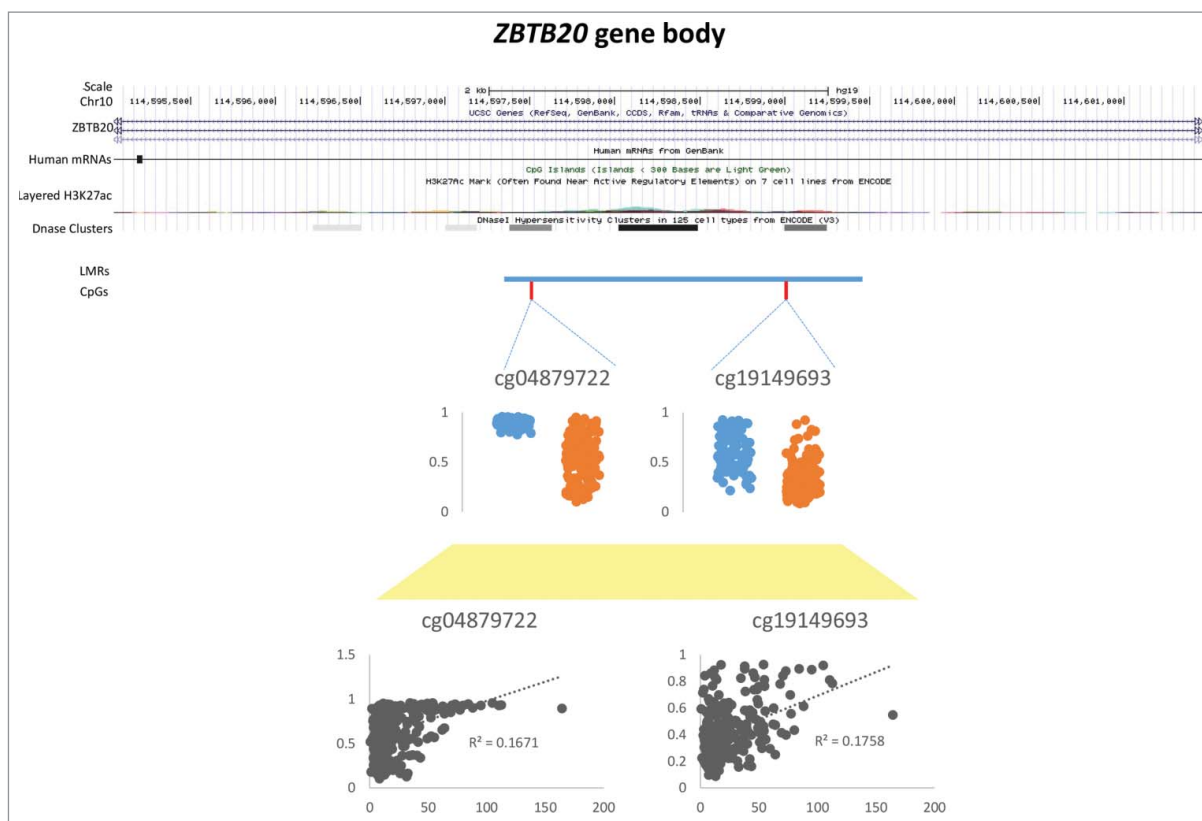 ZBTB20 gene body
Scale
2 kb
hg19
Chr10
114,595,500
114,596,000
114,596,500
114,597,000
114,597,500
114,598,000
114,598,500
114,599,000
114,599,500
114,600,000
114,600,500
114,601,000
UCSC Genes (RefSeq, GenBank, CCDS, Rfam, tRNAs & Comparative Genomics)
ZBTB20
Human mRNAs from GenBank
Human mRNAs
CpG Islands (Islands < 300 Bases are Light Green)
H3K27Ac Mark (Often Found Near Active Regulatory Elements) on 7 cell lines from ENCODE
Layered H3K27ac
DNaseI Hypersensitivity Clusters in 125 cell types from ENCODE (V3)
Dnase Clusters
LMRs
CpGs
cg04879722
cg19149693
1
0.5
0
1
0.5
0
cg04879722
cg19149693
1.5
1
0.5
0
R² = 0.1671
0
50
100
150
200
1
0.8
0.6
0.4
0.2
0
R² = 0.1758
0
50
100
150
200